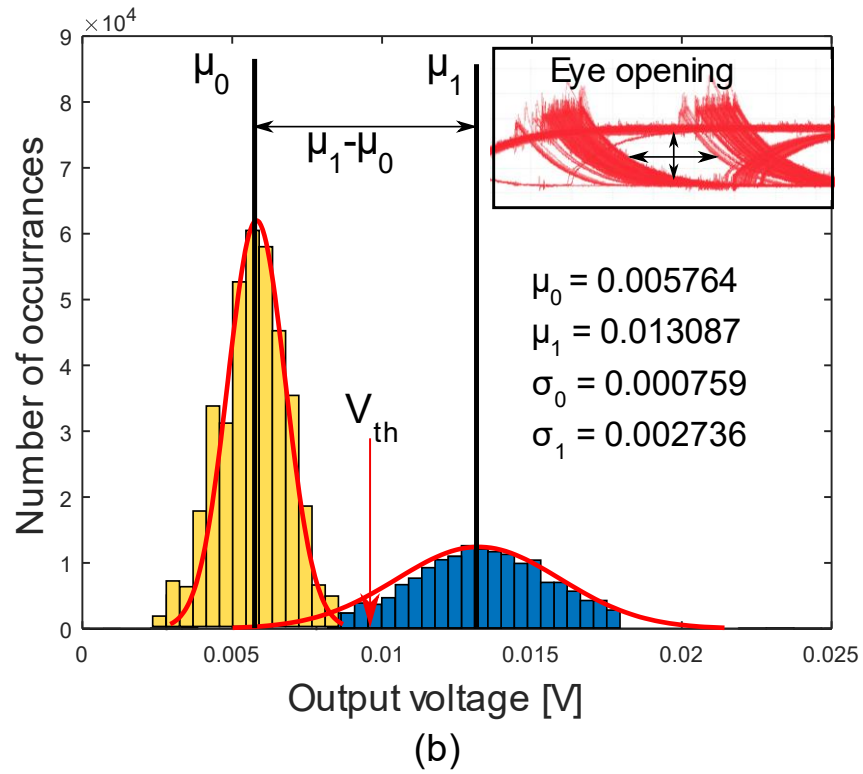 ×10⁴
9
8
7
6
5
4
3
2
1
0
Number of occurrances
μ₀
μ₁
μ₁-μ₀
Eye opening
μ₀ = 0.005764
μ₁ = 0.013087
σ₀ = 0.000759
σ₁ = 0.002736
V_th
0 0.005 0.01 0.015 0.02 0.025
Output voltage [V]
(b)